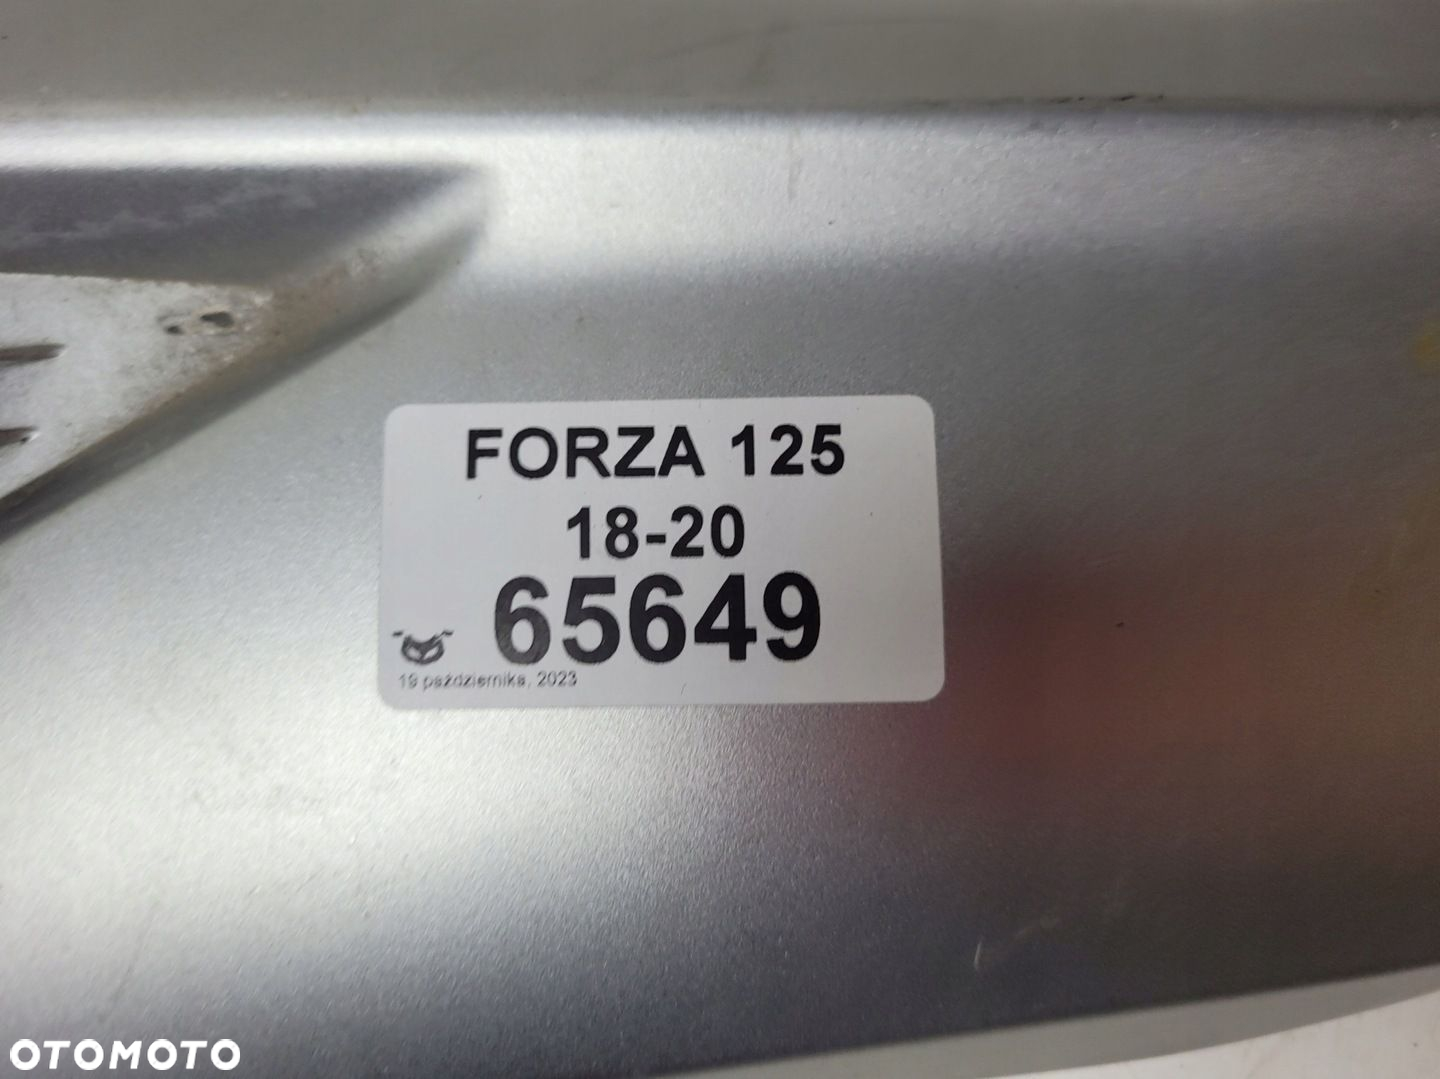 FORZA 125
18-20
65649
19 października, 2023
OTOMOTO